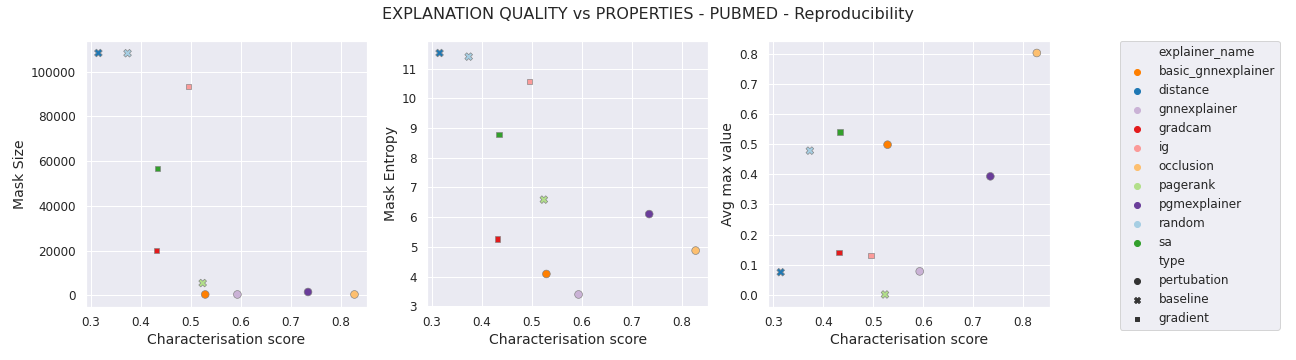 EXPLANATION QUALITY vs PROPERTIES - PUBMED - Reproducibility
Mask Size
100000
80000
60000
40000
20000
0
0.3 0.4 0.5 0.6 0.7 0.8
Characterisation score
Mask Entropy
11
10
9
8
7
6
5
4
3
0.3 0.4 0.5 0.6 0.7 0.8
Characterisation score
Avg max value
0.8
0.7
0.6
0.5
0.4
0.3
0.2
0.1
0.0
0.3 0.4 0.5 0.6 0.7 0.8
Characterisation score
explainer_name
basic_gnnexplainer
distance
gnnexplainer
gradcam
ig
occlusion
pagerank
pgmexplainer
random
sa
type
pertubation
baseline
gradient